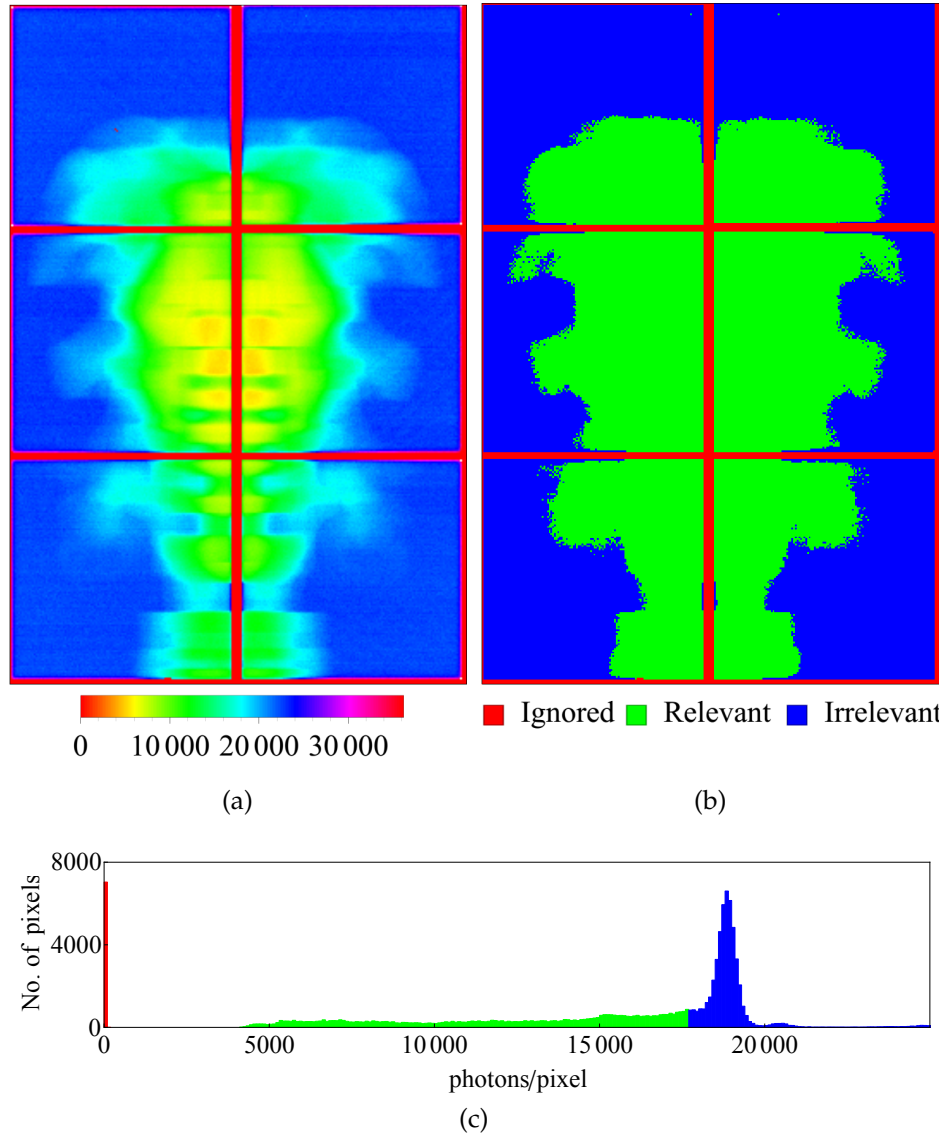 0 10 000 20 000 30 000
Ignored Relevant Irrelevant
(a) (b)
No. of pixels
8000
4000
0
0 5000 10 000 15 000 20 000
photons/pixel
(c)